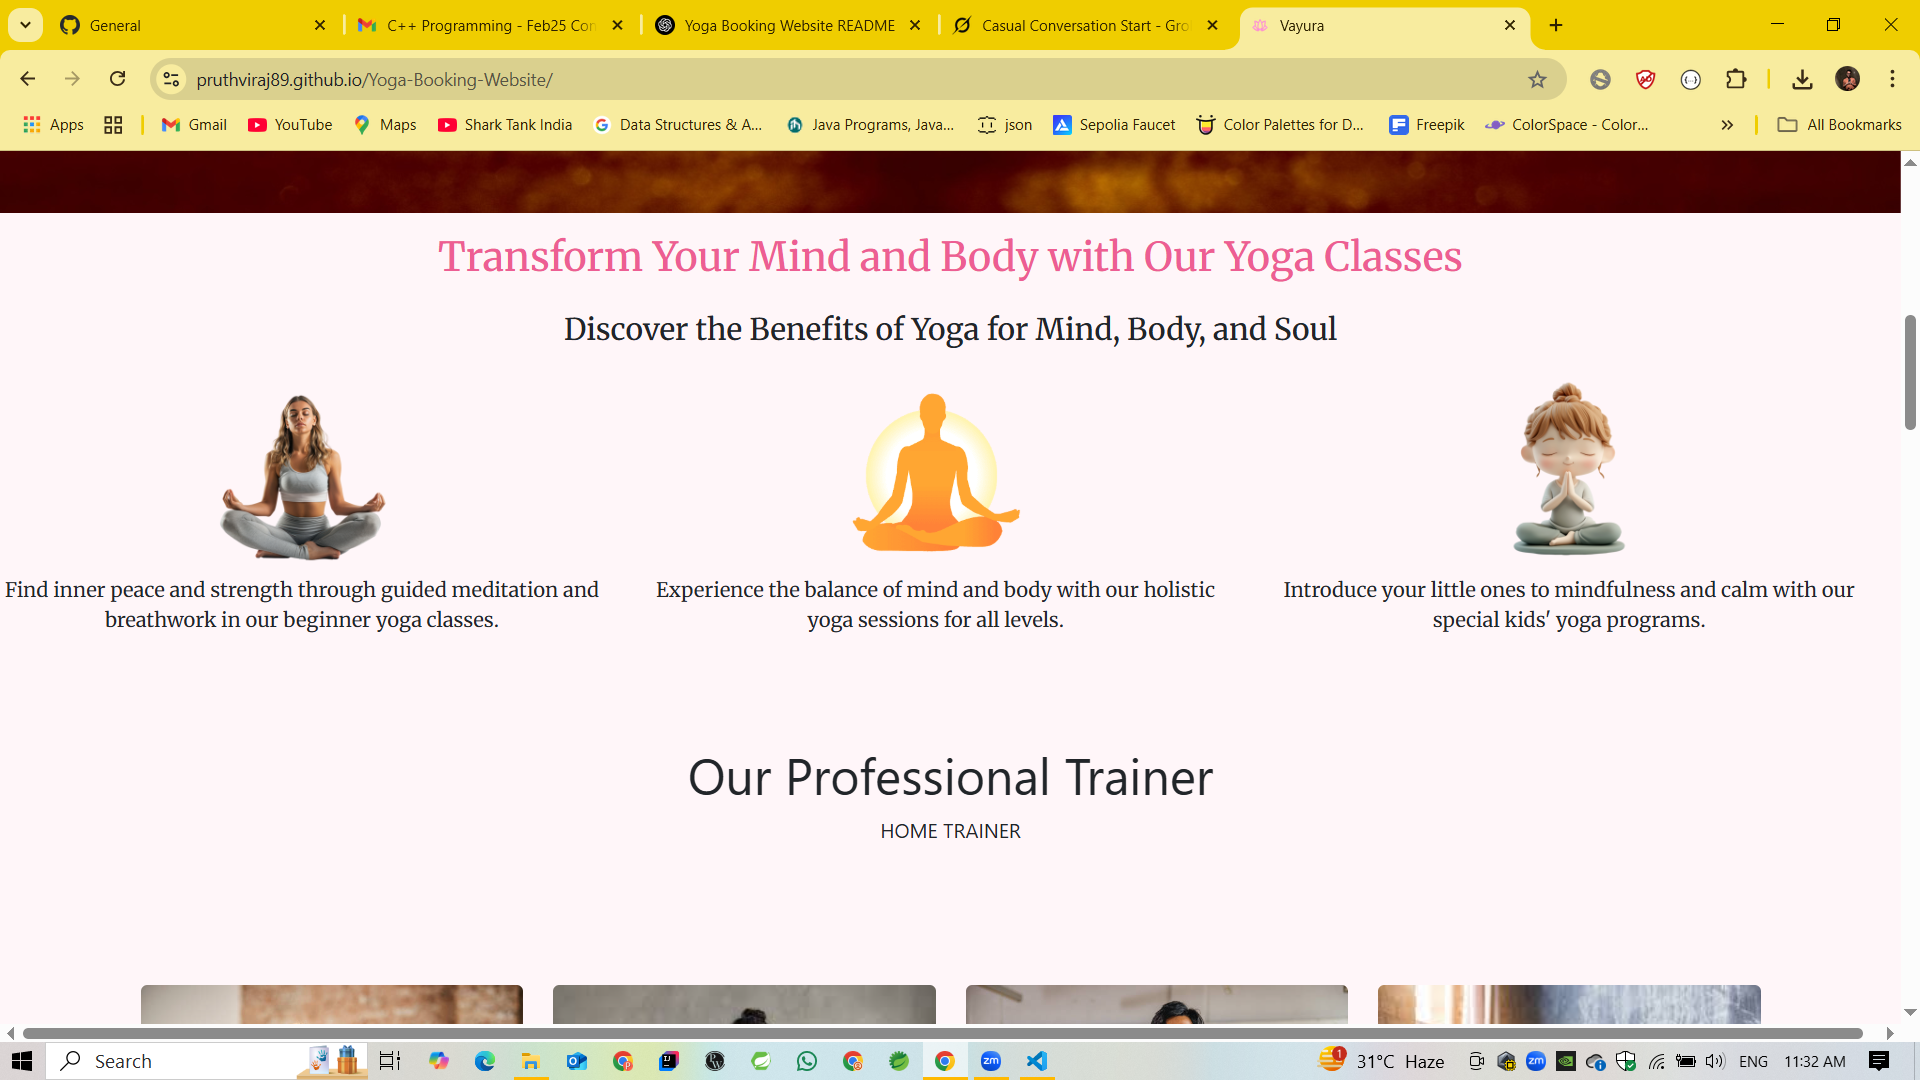 General
C++ Programming - Feb25 Con
Yoga Booking Website README
Casual Conversation Start - Gro
Vayura
pruthviraj89.github.io/Yoga-Booking-Website/
Apps
Gmail
YouTube
Maps
Shark Tank India
Data Structures & A...
Java Programs, Java...
json
Sepolia Faucet
Color Palettes for D...
Freepik
ColorSpace - Color...
All Bookmarks
Transform Your Mind and Body with Our Yoga Classes
Discover the Benefits of Yoga for Mind, Body, and Soul
Find inner peace and strength through guided meditation and
breathwork in our beginner yoga classes.
Experience the balance of mind and body with our holistic
yoga sessions for all levels.
Introduce your little ones to mindfulness and calm with our
special kids' yoga programs.
Our Professional Trainer
HOME TRAINER
Search
1
31°C Haze
ENG
11:32 AM